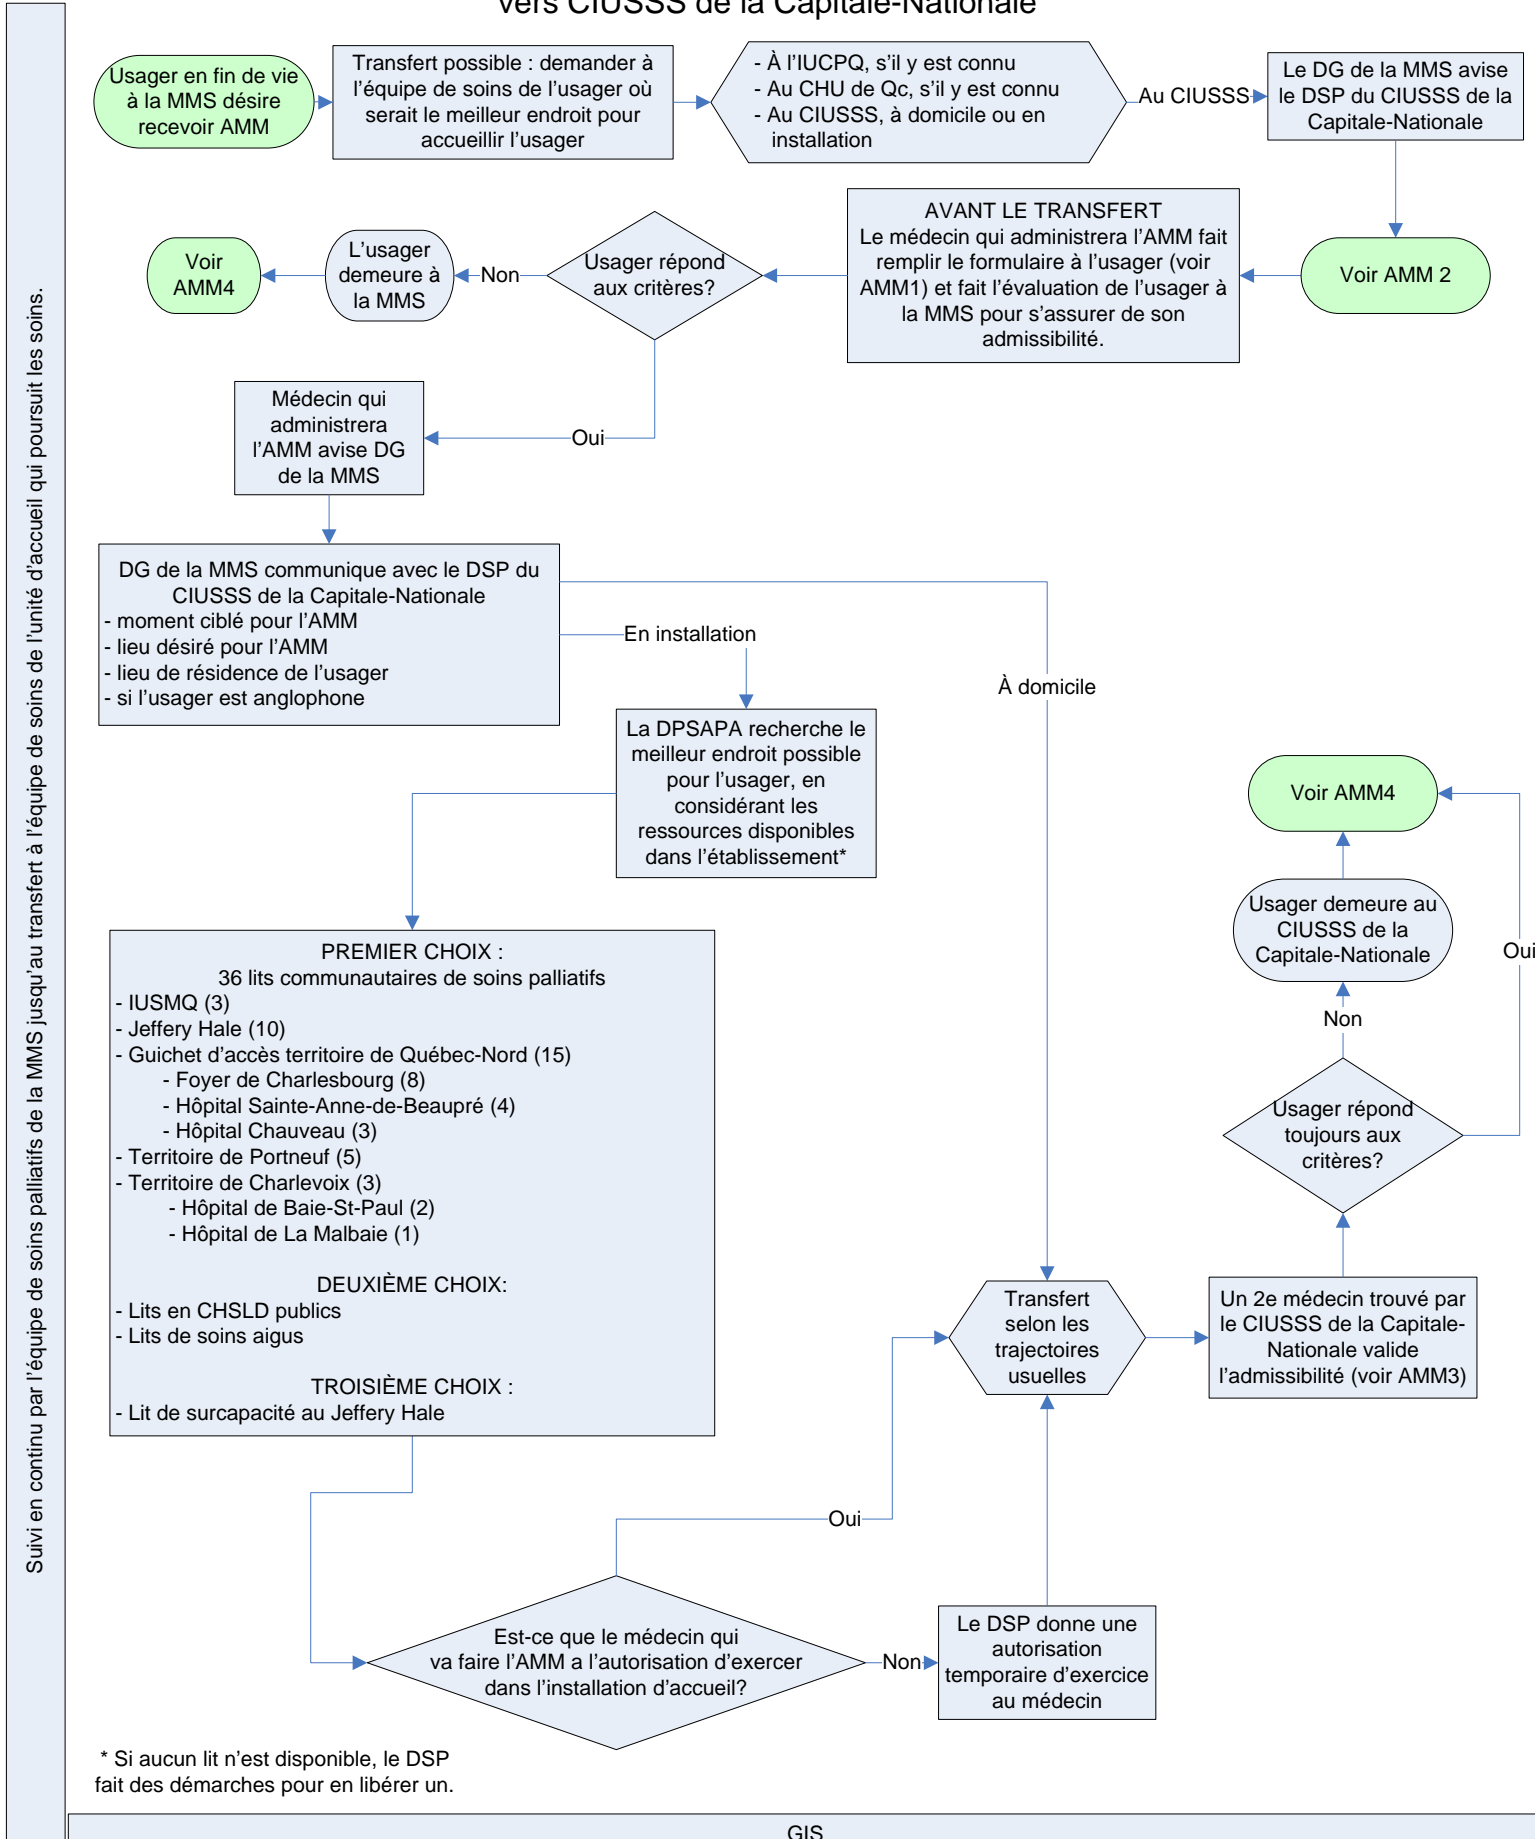 vers CIUSSS de la Capitale-Nationale
Usager en fin de vie
à la MMS désire
recevoir AMM
Transfert possible : demander à
l’équipe de soins de l’usager où
serait le meilleur endroit pour
accueillir l’usager
- À l’IUCPQ, s’il y est connu
- Au CHU de Qc, s’il y est connu
- Au CIUSSS, à domicile ou en
installation
Au CIUSSS
Le DG de la MMS avise
le DSP du CIUSSS de la
Capitale-Nationale
Voir AMM 2
AVANT LE TRANSFERT
Le médecin qui administrera l’AMM fait
remplir le formulaire à l’usager (voir
AMM1) et fait l’évaluation de l’usager à
la MMS pour s’assurer de son
admissibilité.
Usager répond
aux critères?
Non
L’usager
demeure à
la MMS
Voir
AMM4
Oui
Médecin qui
administrera
l’AMM avise DG
de la MMS
DG de la MMS communique avec le DSP du
CIUSSS de la Capitale-Nationale
- moment ciblé pour l’AMM
- lieu désiré pour l’AMM
- lieu de résidence de l’usager
- si l’usager est anglophone
En installation
À domicile
La DPSAPA recherche le
meilleur endroit possible
pour l’usager, en
considérant les
ressources disponibles
dans l’établissement*
PREMIER CHOIX :
36 lits communautaires de soins palliatifs
- IUSMQ (3)
- Jeffery Hale (10)
- Guichet d’accès territoire de Québec-Nord (15)
- Foyer de Charlesbourg (8)
- Hôpital Sainte-Anne-de-Beaupré (4)
- Hôpital Chauveau (3)
- Territoire de Portneuf (5)
- Territoire de Charlevoix (3)
- Hôpital de Baie-St-Paul (2)
- Hôpital de La Malbaie (1)
DEUXIÈME CHOIX:
- Lits en CHSLD publics
- Lits de soins aigus
TROISIÈME CHOIX :
- Lit de surcapacité au Jeffery Hale
Est-ce que le médecin qui
va faire l’AMM a l’autorisation d’exercer
dans l’installation d’accueil?
Oui
Non
Le DSP donne une
autorisation
temporaire d’exercice
au médecin
Transfert
selon les
trajectoires
usuelles
Un 2e médecin trouvé par
le CIUSSS de la Capitale-
Nationale valide
l’admissibilité (voir AMM3)
Usager répond
toujours aux
critères?
Non
Oui
Usager demeure au
CIUSSS de la
Capitale-Nationale
Voir AMM4
* Si aucun lit n’est disponible, le DSP
fait des démarches pour en libérer un.
Suivi en continu par l’équipe de soins palliatifs de la MMS jusqu’au transfert à l’équipe de soins de l’unité d’accueil qui poursuit les soins.
GIS